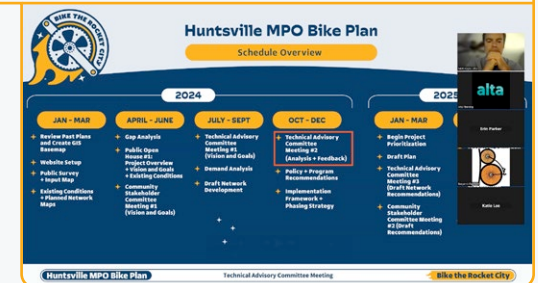 BIKE THE ROCKET CITY
Huntsville MPO Bike Plan
Schedule Overview
2024
JAN - MAR
+ Review Past Plans
and Create GIS
Basemap
+ Website Setup
+ Public Survey
+ Input Map
+ Existing Conditions
+ Planned Network
Maps
APRIL - JUNE
+ Gap Analysis
+ Public Open
House #1:
Project Overview
+ Vision and Goals
+ Existing Conditions
+ Community
Stakeholder
Committee
Meeting #1
(Vision and Goals)
JULY - SEPT
+ Technical Advisory
Committee
Meeting #1
(Vision and Goals)
+ Demand Analysis
+ Draft Network
Development
OCT - DEC
+ Technical Advisory
Committee
Meeting #2
(Analysis + Feedback)
+ Policy + Program
Recommendations
+ Implementation
Framework +
Phasing Strategy
2025
JAN - MAR
+ Begin Project
Prioritization
+ Draft Plan
+ Technical Advisory
Committee
Meeting #3
(Draft Network
Recommendations)
+ Community
Stakeholder
Committee Meeting
#2 (Draft
Recommendations)
alta
Erin Parker
Katie Lee
Huntsville MPO Bike Plan
Technical Advisory Committee Meeting
Bike the Rocket City